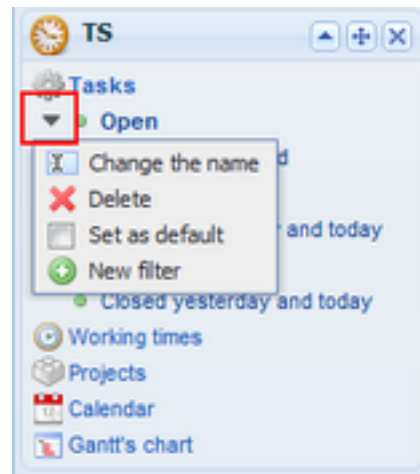 TS
Tasks
Open
Change the name
Delete
Set as default
and today
New filter
Closed yesterday and today
Working times
Projects
Calendar
Gantt's chart